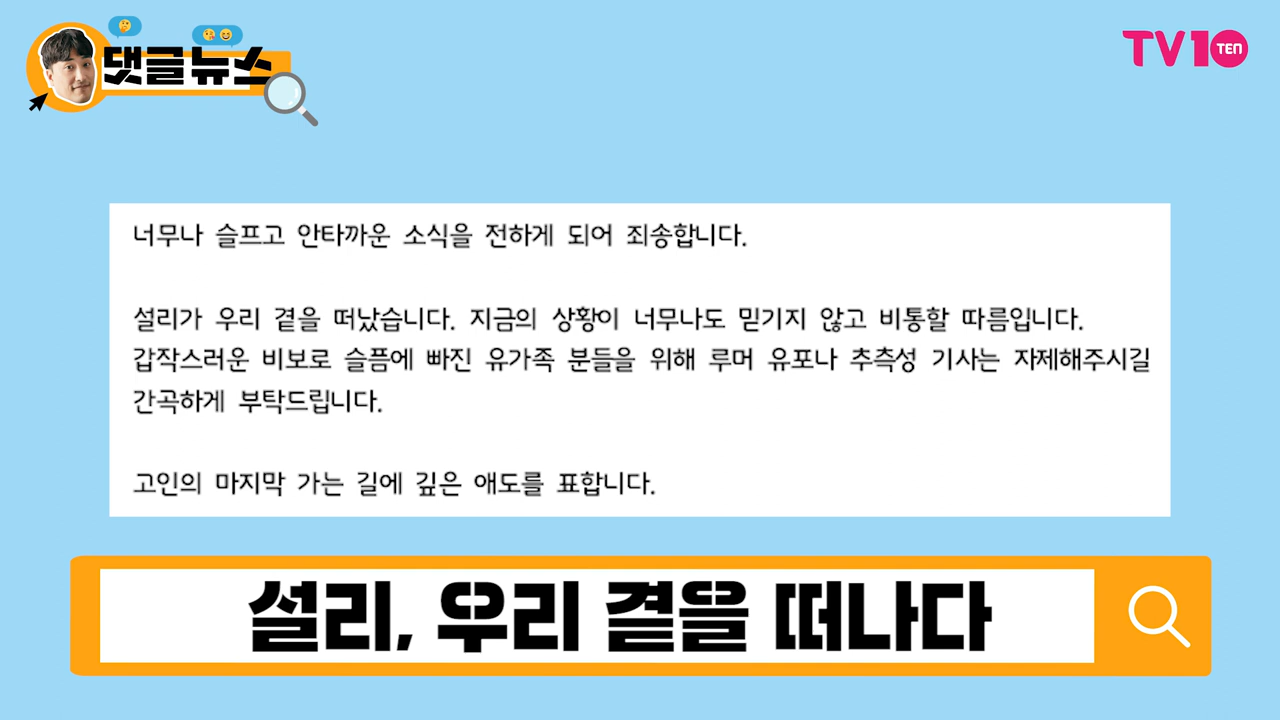 댓글뉴스
TV10
TEN
너무나 슬프고 안타까운 소식을 전하게 되어 죄송합니다.
설리가 우리 곁을 떠났습니다. 지금의 상황이 너무나도 믿기지 않고 비통할 따름입니다.
갑작스러운 비보로 슬픔에 빠진 유가족 분들을 위해 루머 유포나 추측성 기사는 자제해주시길
간곡하게 부탁드립니다.
고인의 마지막 가는 길에 깊은 애도를 표합니다.
설리, 우리 곁을 떠나다